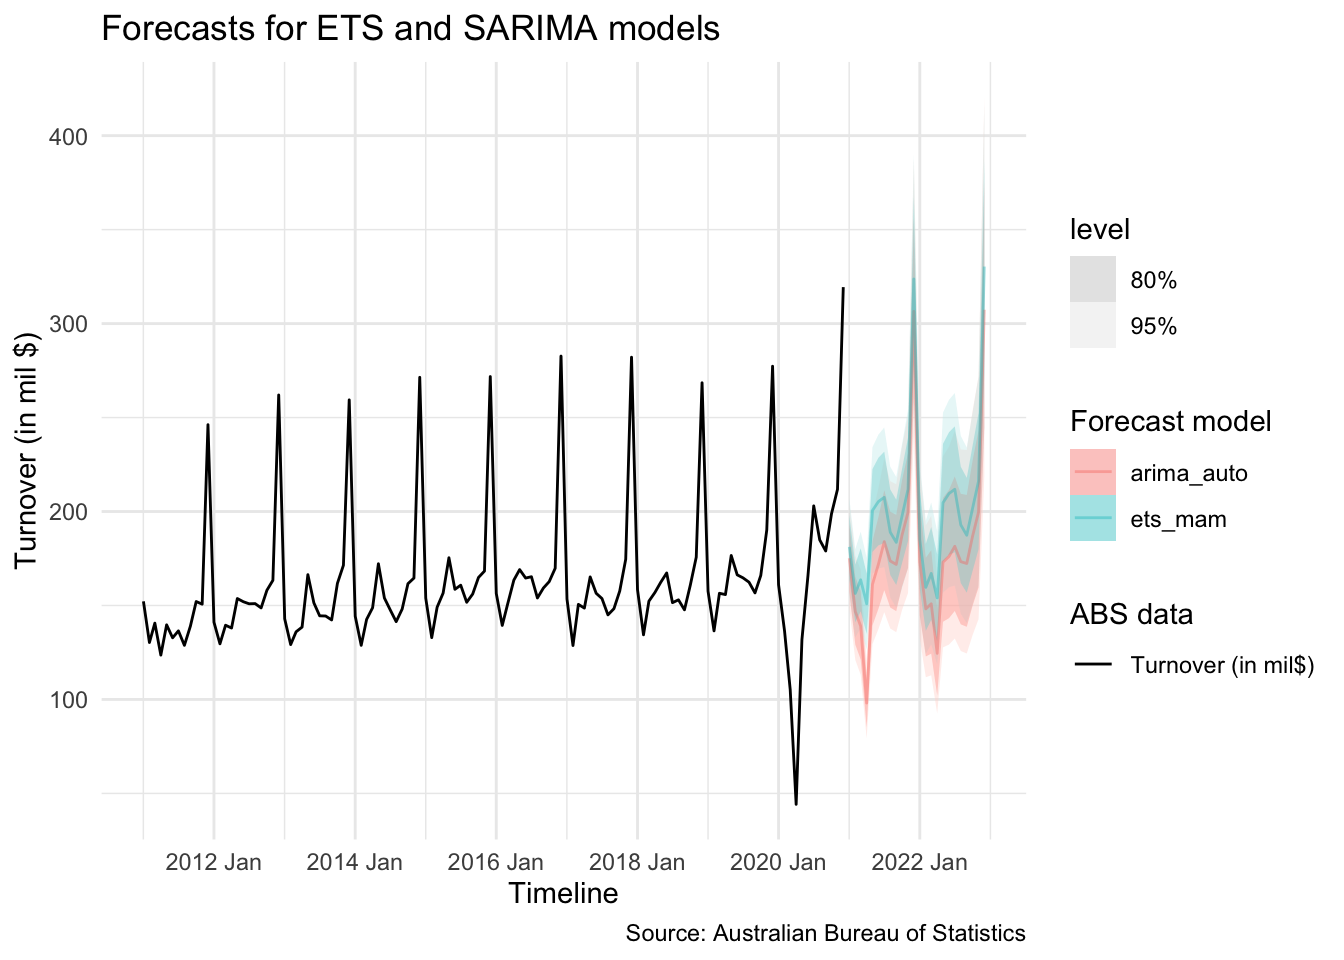 Forecasts for ETS and SARIMA models
Turnover (in mil $)
400
300
200
100
2012 Jan
2014 Jan
2016 Jan
2018 Jan
2020 Jan
2022 Jan
Timeline
level
80%
95%
Forecast model
arima_auto
ets_mam
ABS data
Turnover (in mil$)
Source: Australian Bureau of Statistics